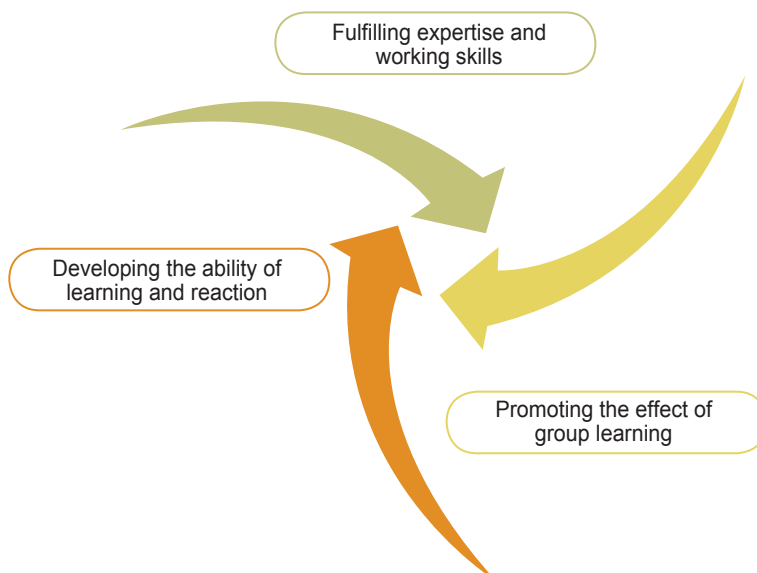 Fulfilling expertise and
working skills
Developing the ability of
learning and reaction
Promoting the effect of
group learning